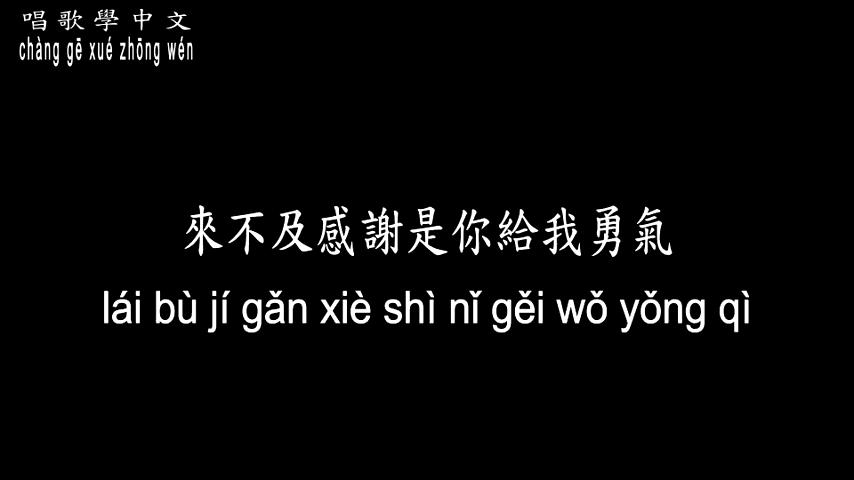 唱歌學中文
chàng gē xué zhōng wén
來不及感謝是你給我勇氣
lái bù jí gǎn xiè shì nǐ gěi wǒ yǒng qì